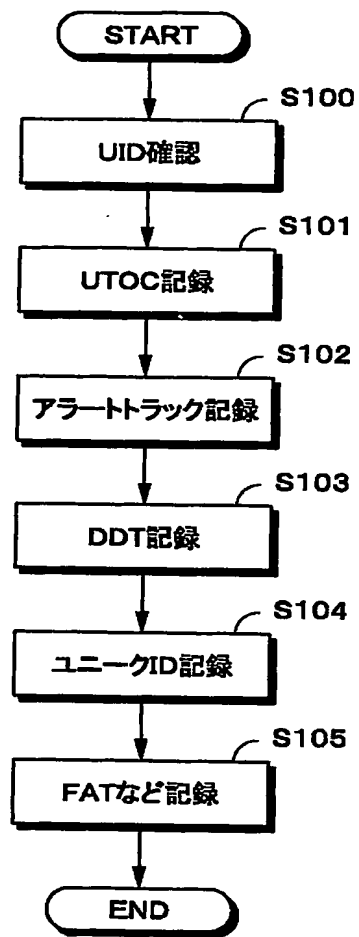 START
S100
UID確認
S101
UTOC記録
S102
アラートトラック記録
S103
DDT記録
S104
ユニークID記録
S105
FATなど記録
END